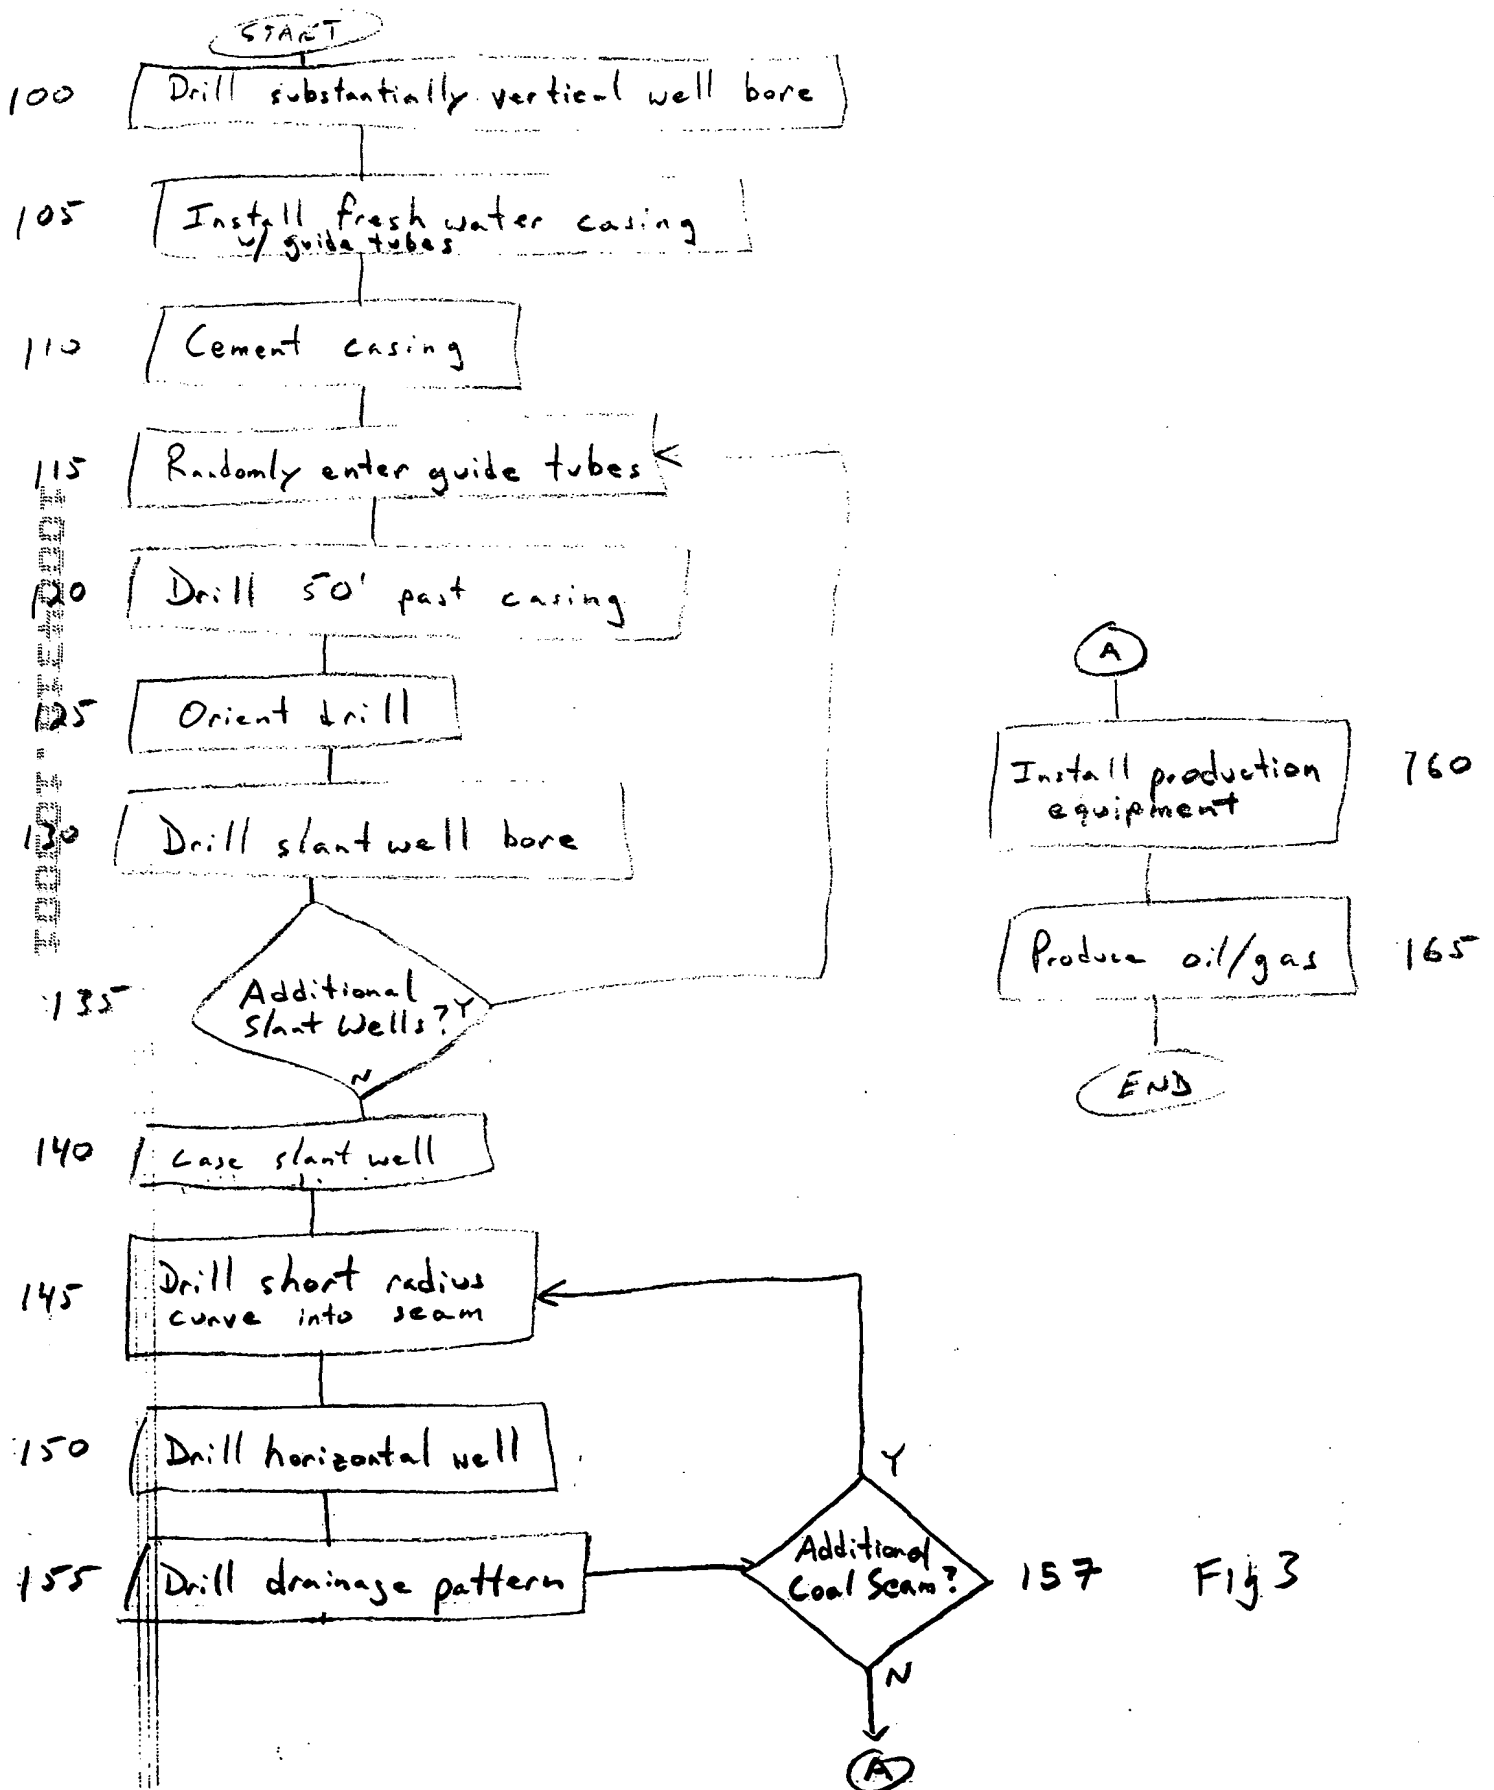 START
100 Drill substantially vertical well bore
105 Install fresh water casing
w/ guide tubes
110 Cement casing
115 Randomly enter guide tubes
120 Drill 50' past casing
125 Orient drill
130 Drill slant well bore
135 Additional
Slant Wells? Y
N
140 Case slant well
145 Drill short radius
curve into seam
150 Drill horizontal well
155 Drill drainage pattern
Y
Additional
Coal Seam? 157
N
A
A
Install production 160
equipment
Produce oil/gas 165
END
Fig 3